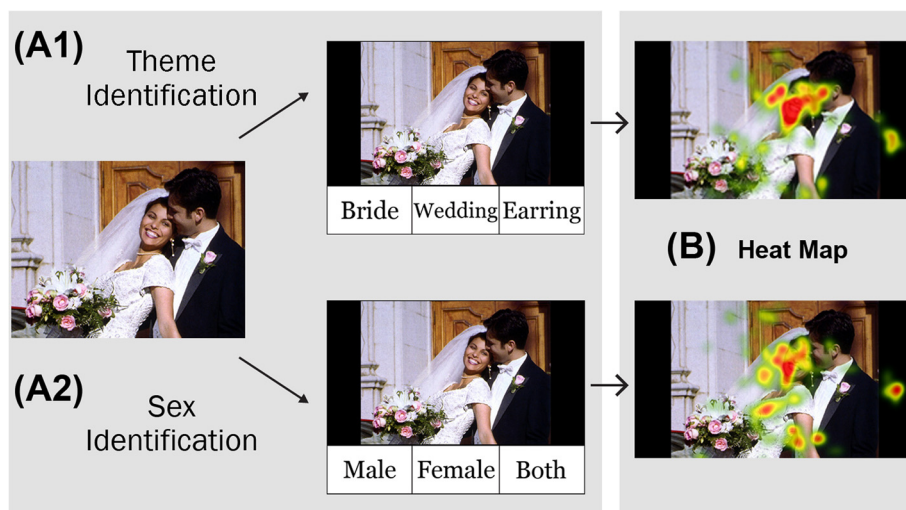 (A1)
Theme
Identification
Bride Wedding Earring
(B) Heat Map
(A2)
Sex
Identification
Male Female Both